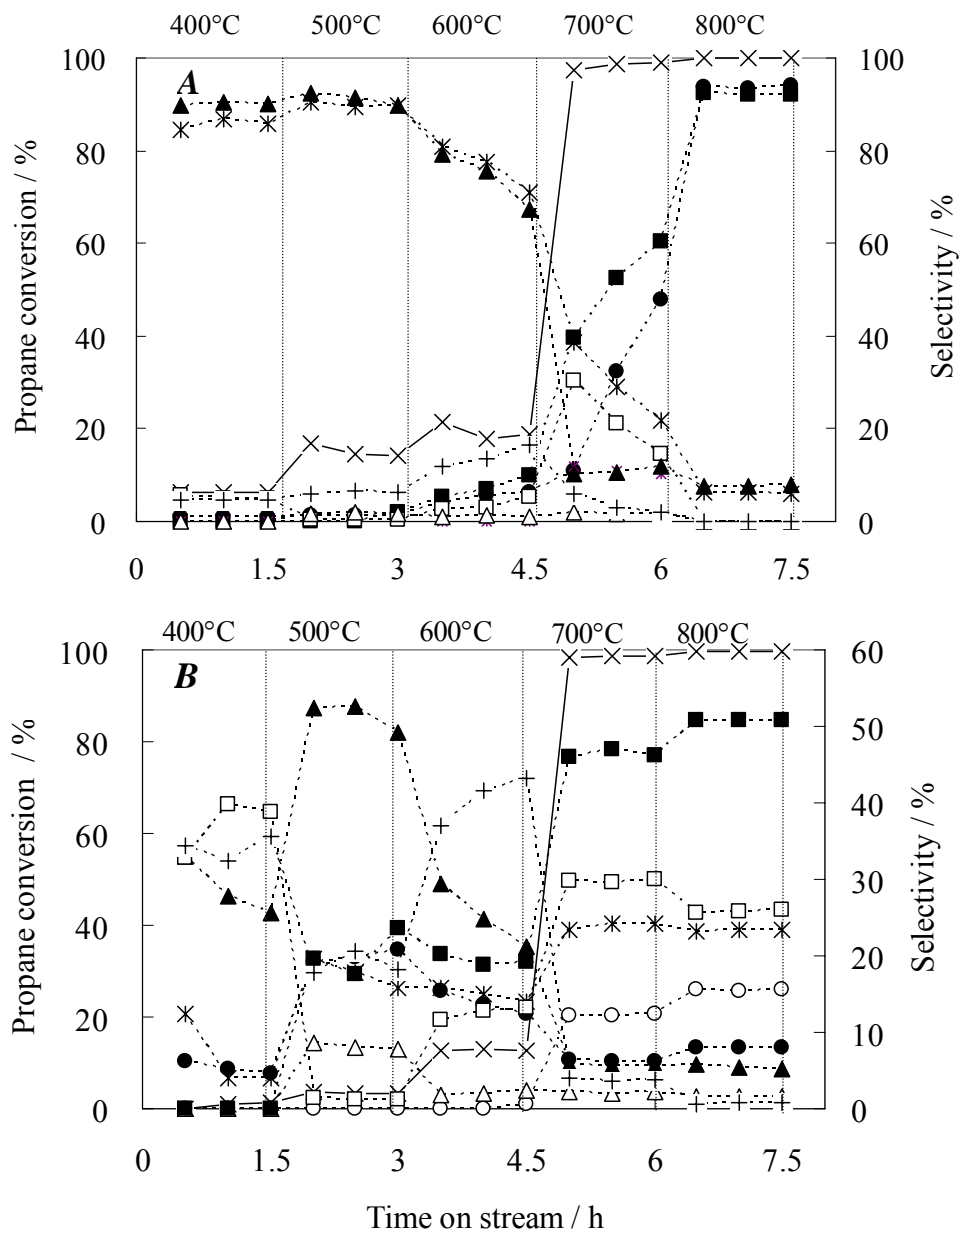 400°C 500°C 600°C 700°C 800°C
A
100 80 60 40 20 0
Propane conversion / %
100 80 60 40 20 0
Selectivity / %
0 1.5 3 4.5 6 7.5
400°C 500°C 600°C 700°C 800°C
B
100 80 60 40 20 0
Propane conversion / %
60 50 40 30 20 10 0
Selectivity / %
0 1.5 3 4.5 6 7.5
Time on stream / h